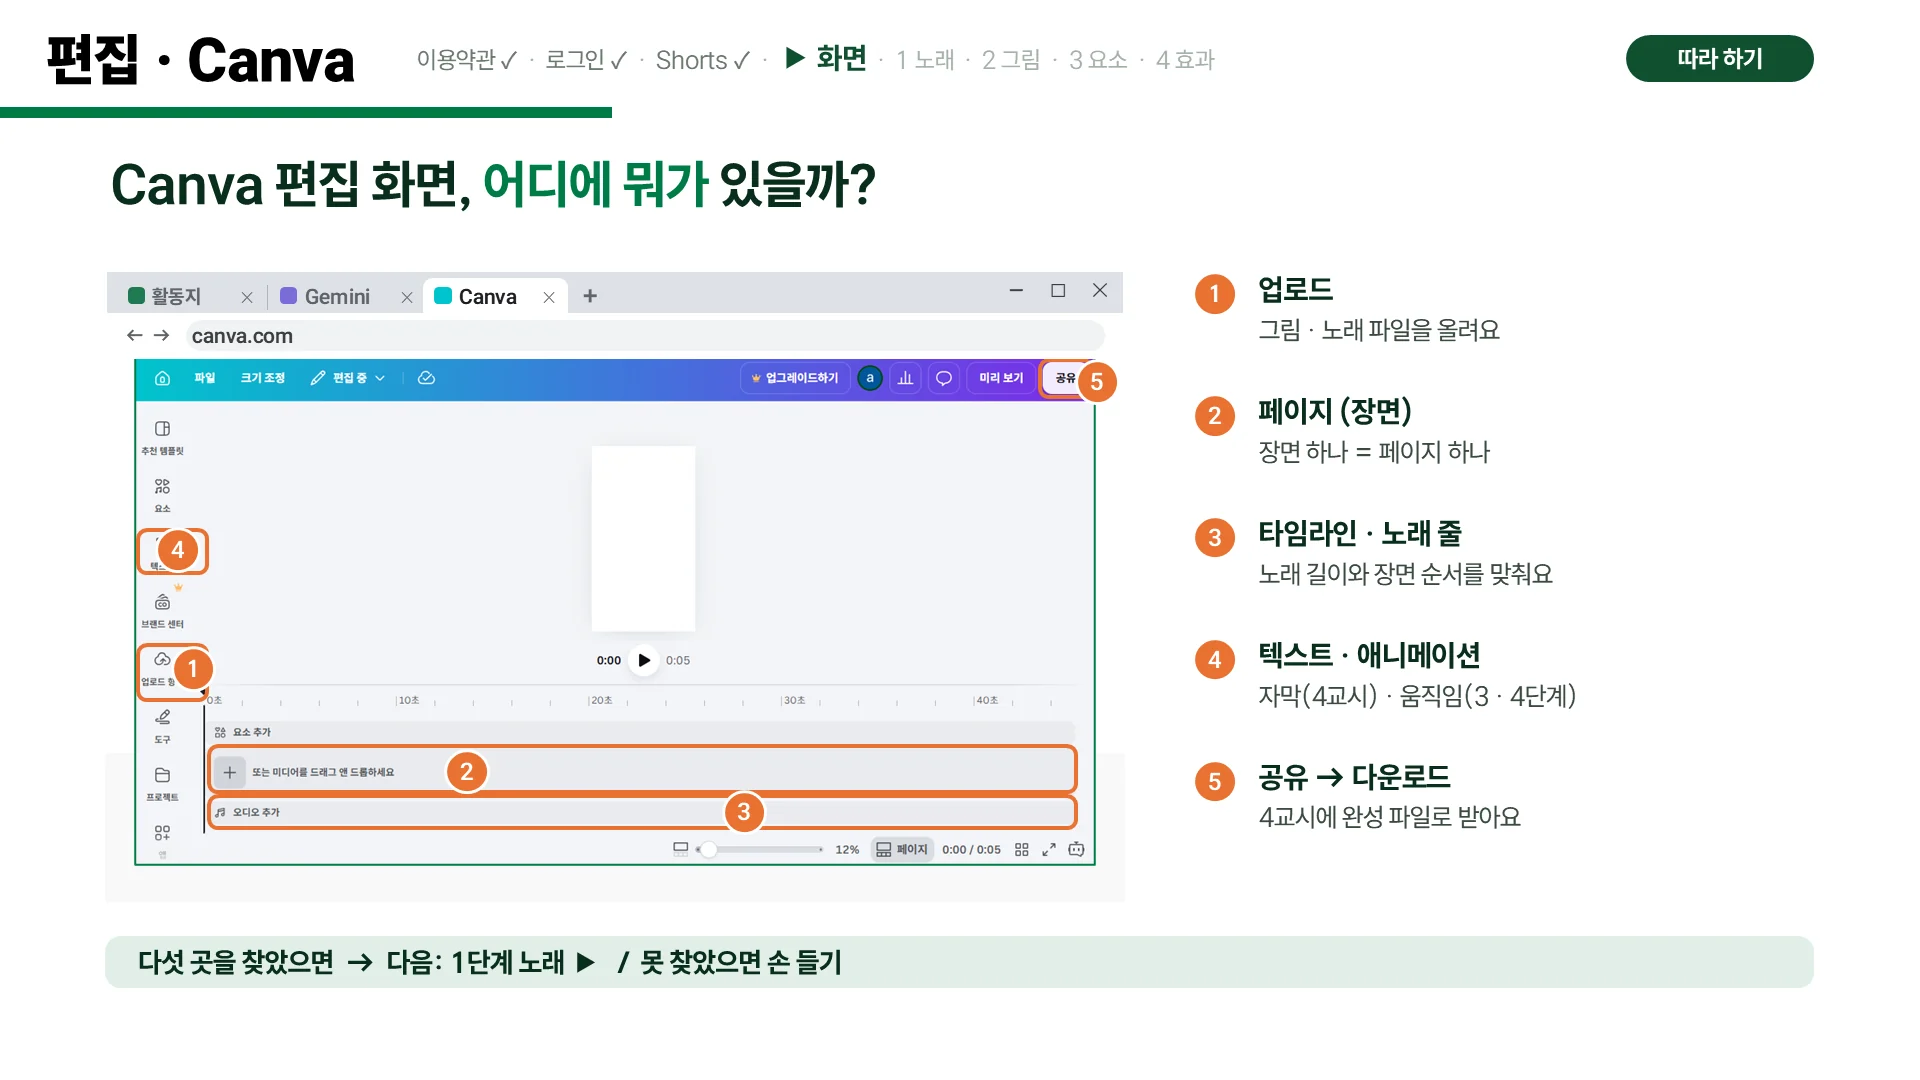 편집 · Canva
이용약관 ✓ · 로그인 ✓ · Shorts ✓ · ▶ 화면 · 1 노래 · 2 그림 · 3 요소 · 4 효과
따라 하기
Canva 편집 화면, 어디에 뭐가 있을까?
활동지 × Gemini × Canva × +
← → canva.com
파일 크기 조정 편집 중 업그레이드하기 a 미리 보기 공유 5
추천 템플릿
요소
4
브랜드 센터
업로드 1
도구
프로젝트
앱
0:00 0:05
0초 10초 20초 30초 40초
요소 추가
+ 또는 미디어를 드래그 앤 드롭하세요 2
오디오 추가 3
12% 페이지 0:00 / 0:05
1 업로드
그림 · 노래 파일을 올려요
2 페이지 (장면)
장면 하나 = 페이지 하나
3 타임라인 · 노래 줄
노래 길이와 장면 순서를 맞춰요
4 텍스트 · 애니메이션
자막(4교시) · 움직임(3 · 4단계)
5 공유 → 다운로드
4교시에 완성 파일로 받아요
다섯 곳을 찾았으면 → 다음: 1단계 노래 ▶ / 못 찾았으면 손 들기